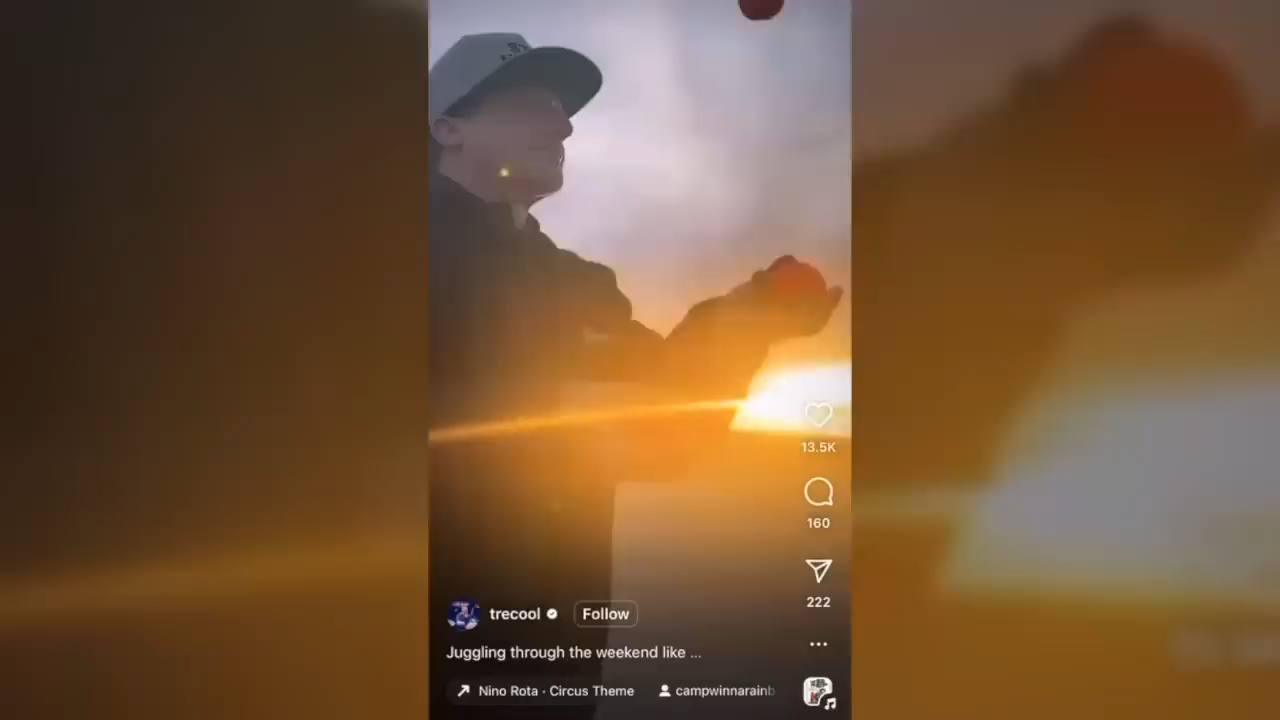 13.5K
160
222
trecool
Follow
Juggling through the weekend like ...
Nino Rota · Circus Theme
campwinnarainb